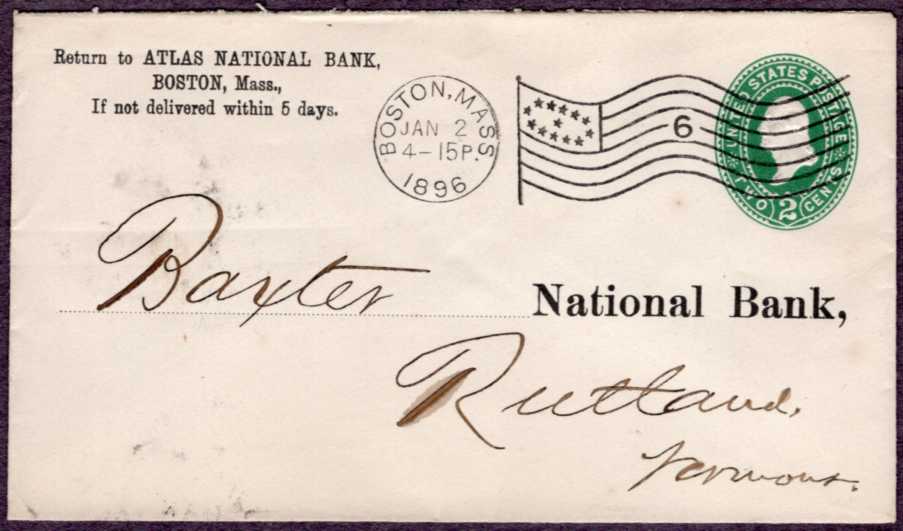 Return to ATLAS NATIONAL BANK,
BOSTON, Mass.,
If not delivered within 5 days.
BOSTON, MASS
JAN 2
4-15P.
1896
6
UNITED STATES POSTAGE
TWO 2 CENTS
Baxter National Bank,
Rutland,
Vermont.